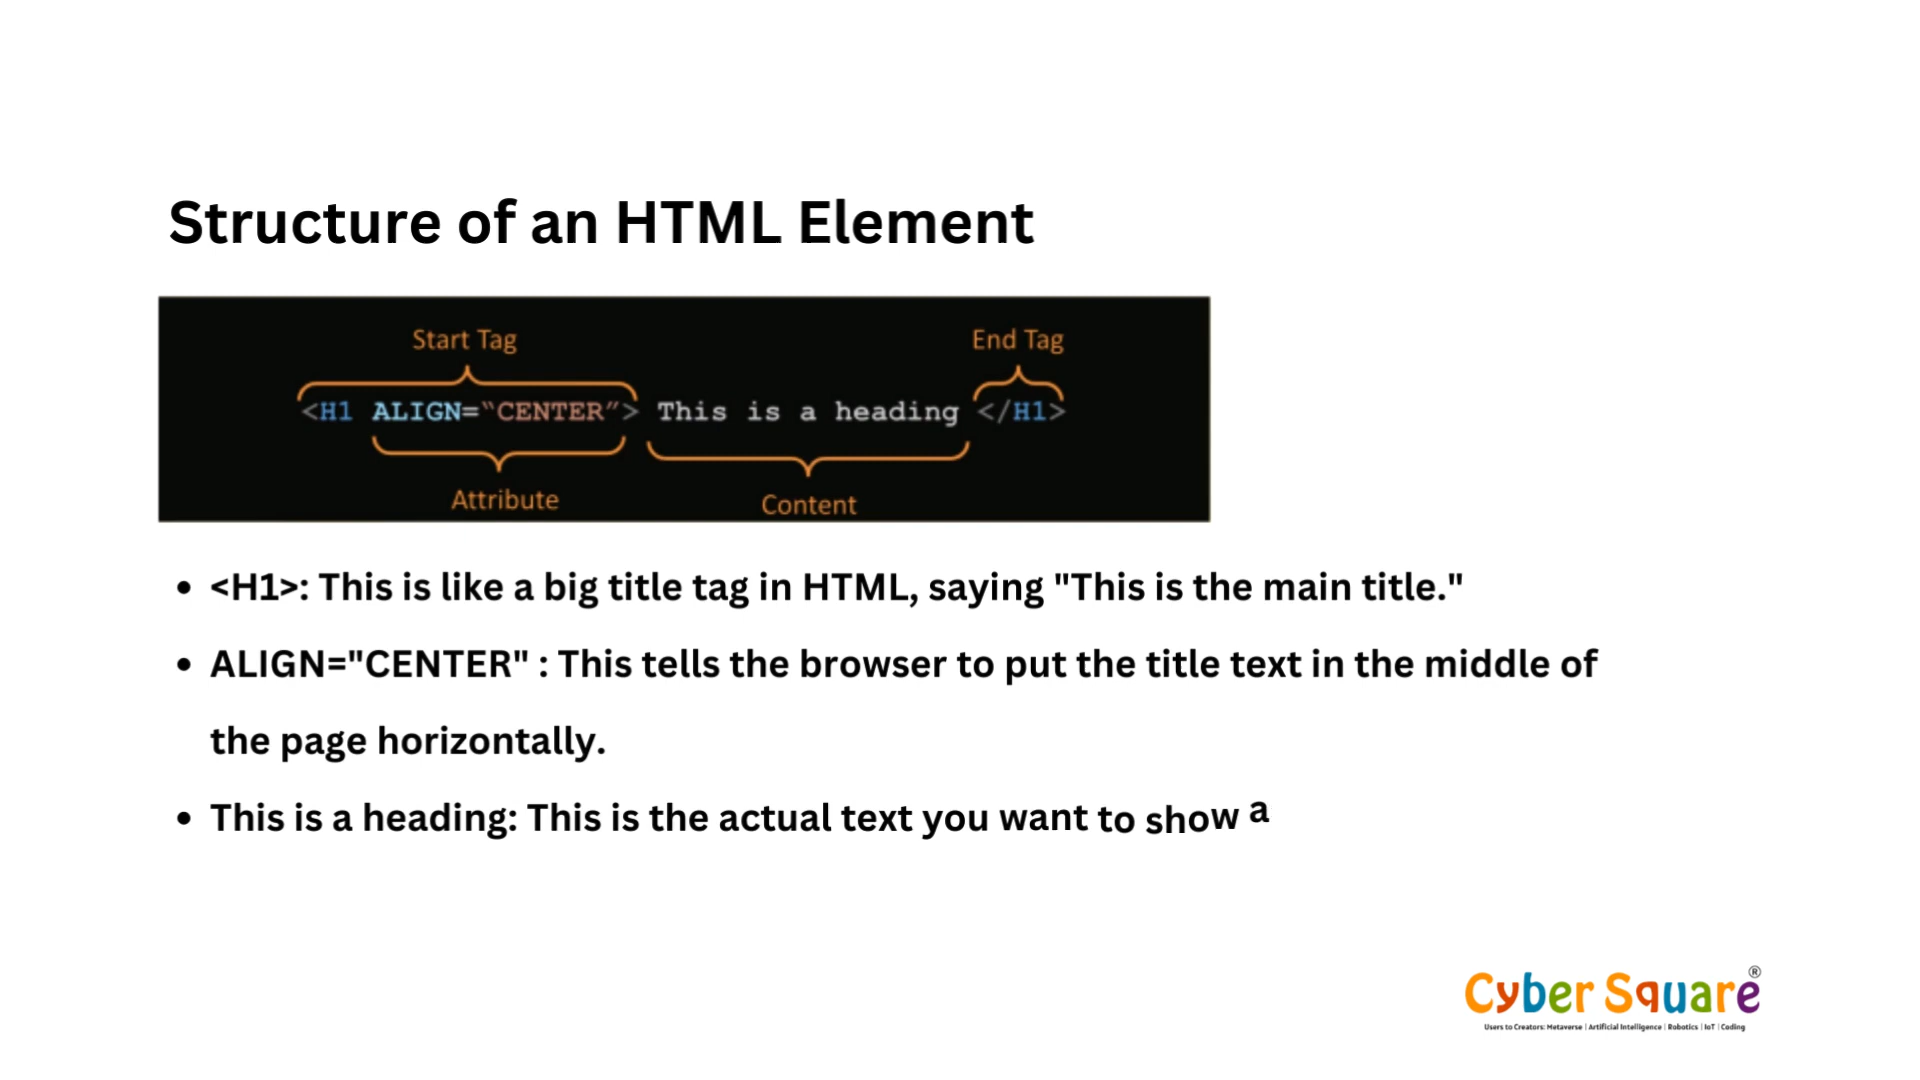 Structure of an HTML Element
Start Tag End Tag
<H1 ALIGN=“CENTER”> This is a heading </H1>
Attribute Content
• <H1>: This is like a big title tag in HTML, saying "This is the main title."
• ALIGN="CENTER" : This tells the browser to put the title text in the middle of
the page horizontally.
• This is a heading: This is the actual text you want to show a
Cyber Square®
Users to Creators: Metaverse | Artificial Intelligence | Robotics | IoT | Coding